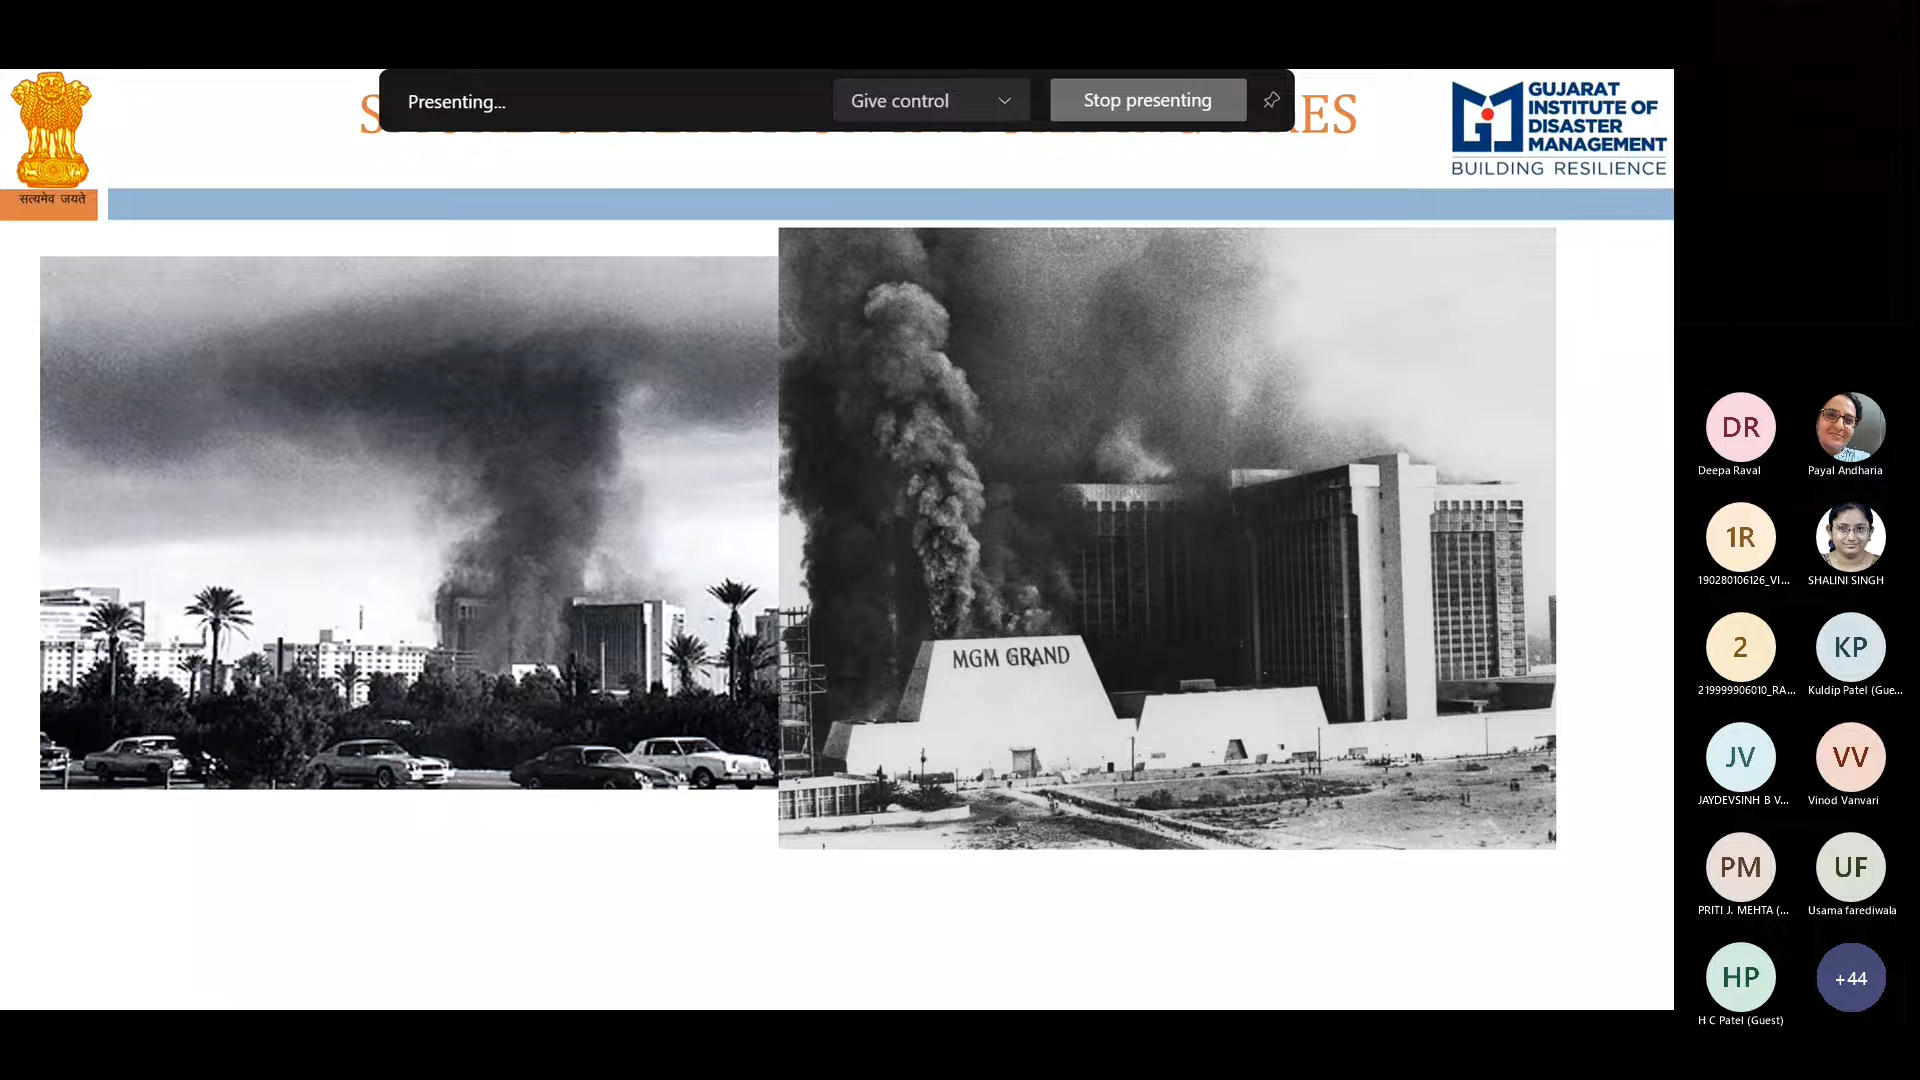 Presenting...
Give control
Stop presenting
GUJARAT
INSTITUTE OF
DISASTER
MANAGEMENT
BUILDING RESILIENCE
सत्यमेव जयते
MGM GRAND
DR
Deepa Raval
Payal Andharia
1R
190280106126_VI...
SHALINI SINGH
2
219999906010_RA...
KP
Kuldip Patel (Gue...
JV
JAYDEVSINH B V...
VV
Vinod Vanvari
PM
PRITI J. MEHTA (...
UF
Usama farediwala
HP
H C Patel (Guest)
+44